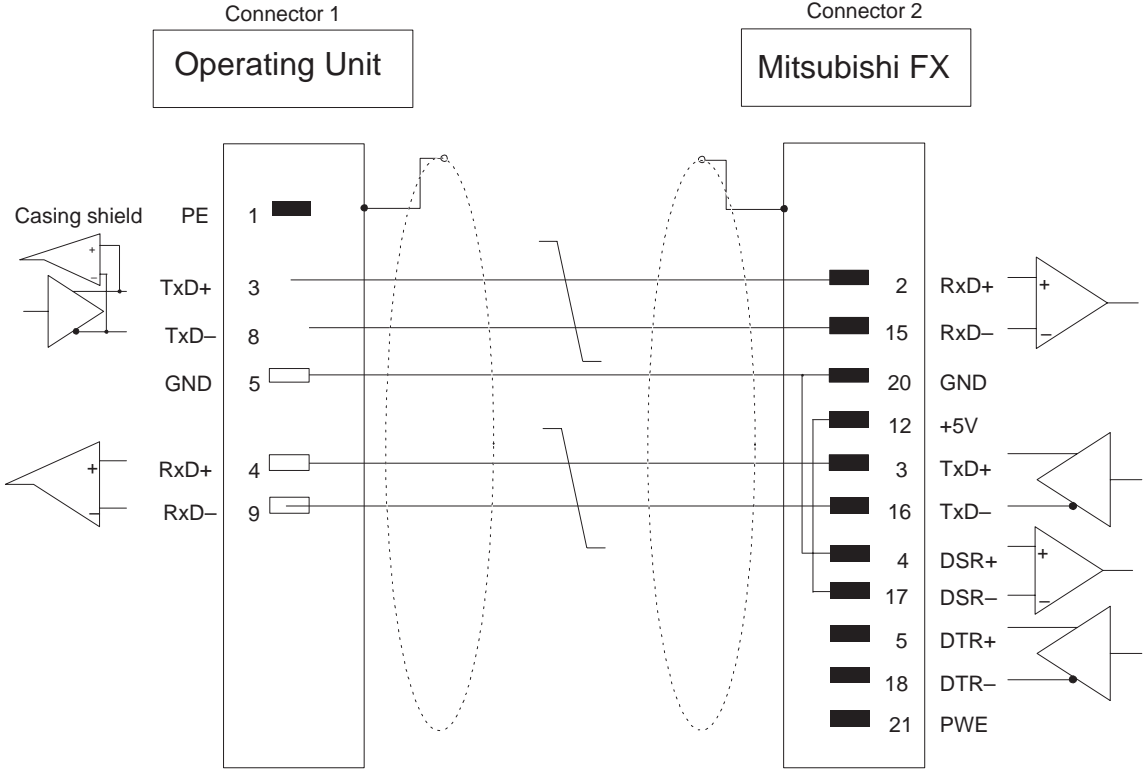 Connector 1
Operating Unit
Connector 2
Mitsubishi FX
Casing shield
PE 1
TxD+ 3
TxD– 8
GND 5
RxD+ 4
RxD– 9
2 RxD+
15 RxD–
20 GND
12 +5V
3 TxD+
16 TxD–
4 DSR+
17 DSR–
5 DTR+
18 DTR–
21 PWE
+
–
+
–
+
–
+
–